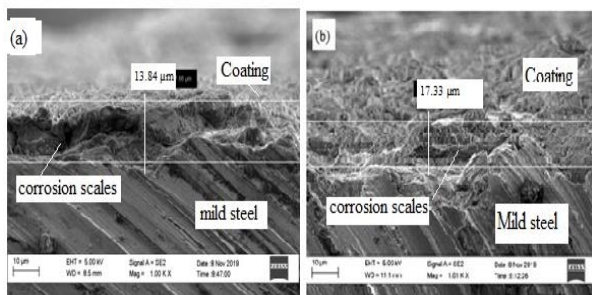 (a)
13.84 µm
Coating
corrosion scales
mild steel
10 µm
EHT = 5.00 kV
WD = 8.5 mm
Signal A = SE2
Mag = 1.00 K X
Date :8 Nov 2019
Time :9:47:00
ZEISS
(b)
17.33 µm
Coating
corrosion scales
Mild steel
10 µm
EHT = 5.00 kV
WD = 11.1 mm
Signal A = SE2
Mag = 1.01 K X
Date :8 Nov 2019
Time :9:12:26
ZEISS